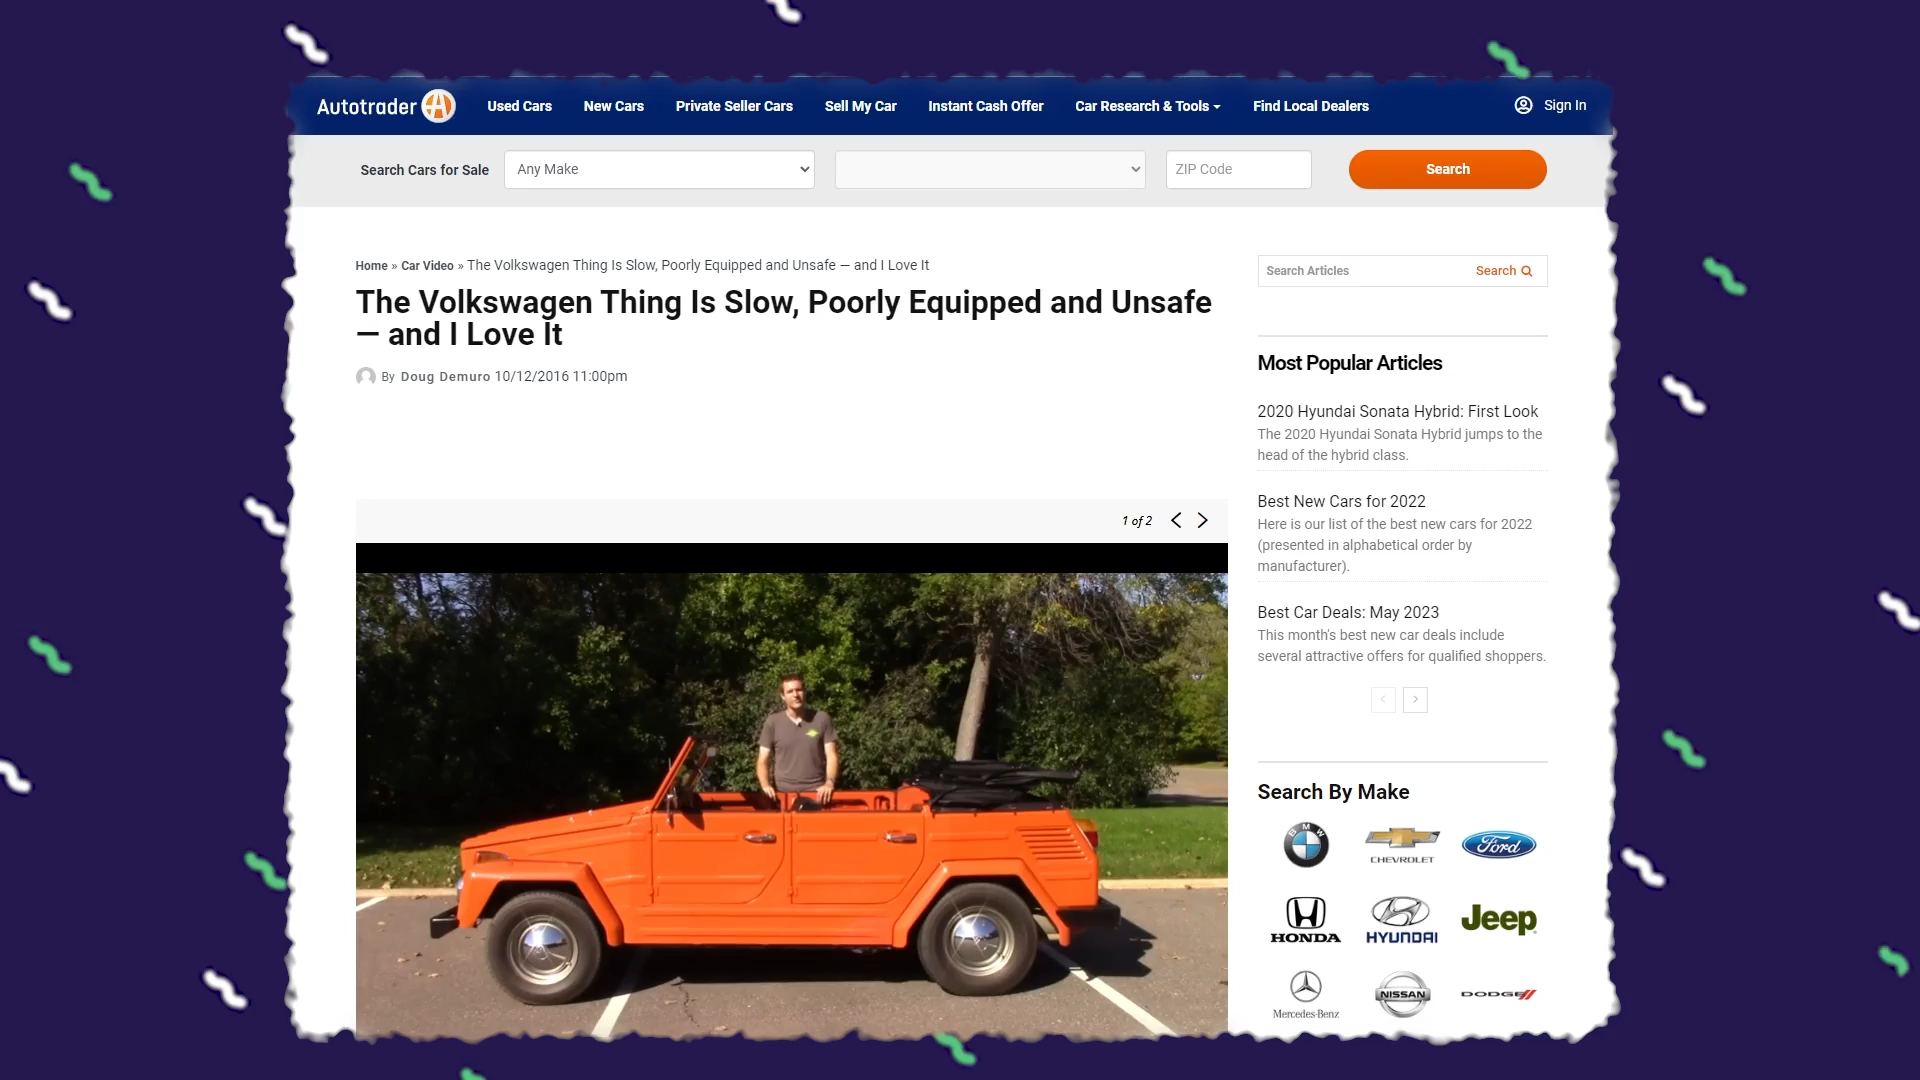 Autotrader
Used Cars
New Cars
Private Seller Cars
Sell My Car
Instant Cash Offer
Car Research & Tools
Find Local Dealers
Sign In
Search Cars for Sale
Any Make
ZIP Code
Search
Home » Car Video » The Volkswagen Thing Is Slow, Poorly Equipped and Unsafe — and I Love It
The Volkswagen Thing Is Slow, Poorly Equipped and Unsafe
— and I Love It
By Doug Demuro 10/12/2016 11:00pm
1 of 2
Search Articles
Search
Most Popular Articles
2020 Hyundai Sonata Hybrid: First Look
The 2020 Hyundai Sonata Hybrid jumps to the
head of the hybrid class.
Best New Cars for 2022
Here is our list of the best new cars for 2022
(presented in alphabetical order by
manufacturer).
Best Car Deals: May 2023
This month's best new car deals include
several attractive offers for qualified shoppers.
Search By Make
BMW
CHEVROLET
Ford
HONDA
HYUNDAI
Jeep
Mercedes-Benz
NISSAN
DODGE